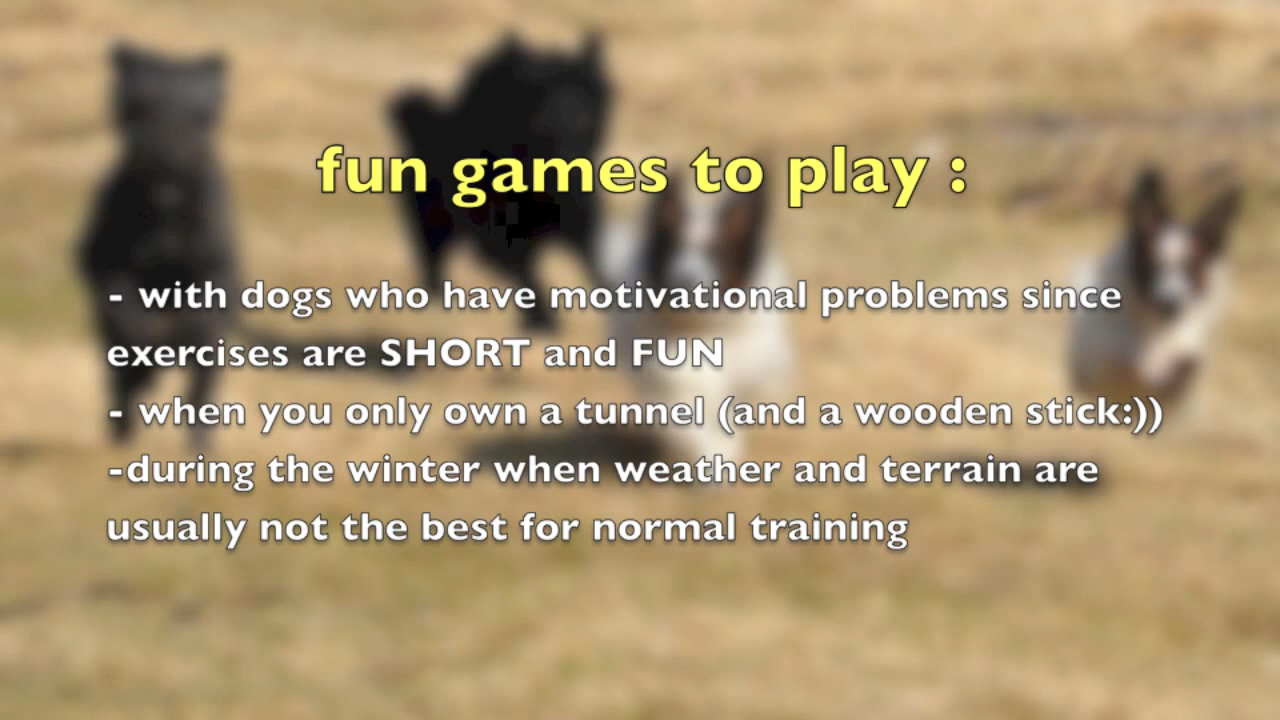 fun games to play :
- with dogs who have motivational problems since
exercises are SHORT and FUN
- when you only own a tunnel (and a wooden stick:))
-during the winter when weather and terrain are
usually not the best for normal training